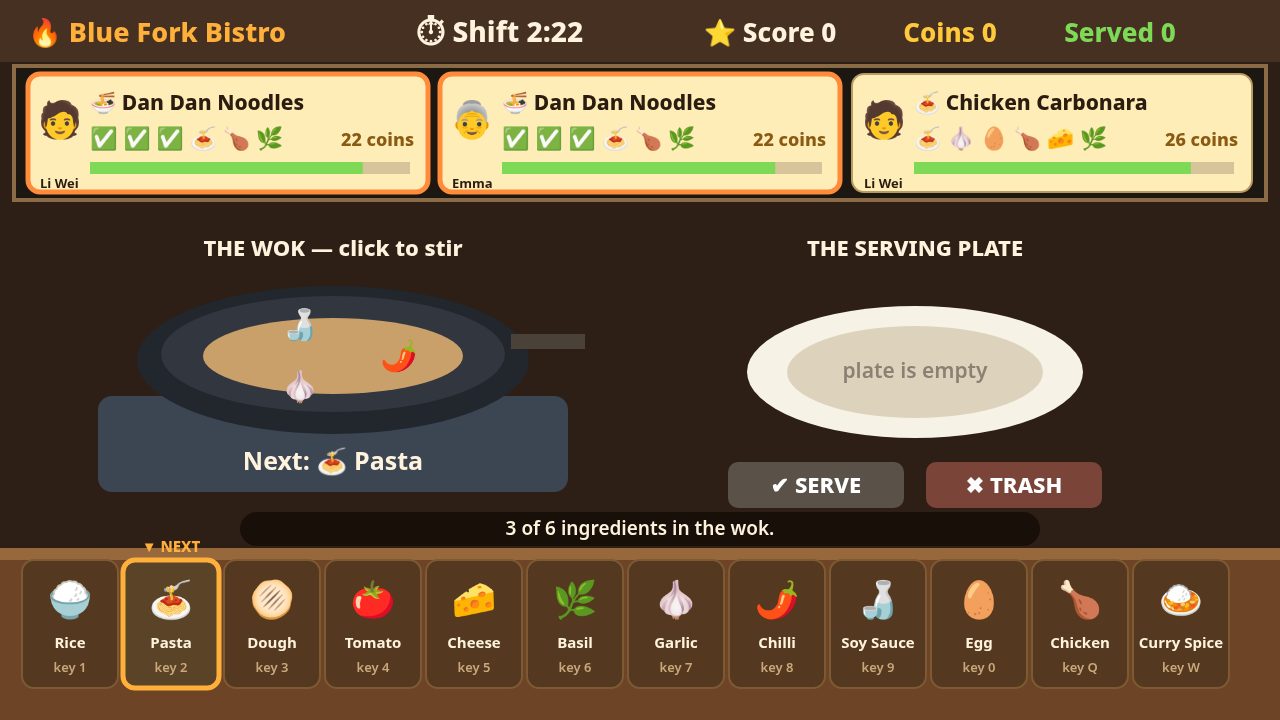 Blue Fork Bistro
Shift 2:22
Score 0
Coins 0
Served 0
Dan Dan Noodles
22 coins
Li Wei
Dan Dan Noodles
22 coins
Emma
Chicken Carbonara
26 coins
Li Wei
THE WOK — click to stir
THE SERVING PLATE
plate is empty
Next: Pasta
✔ SERVE
✖ TRASH
3 of 6 ingredients in the wok.
▼ NEXT
Rice
key 1
Pasta
key 2
Dough
key 3
Tomato
key 4
Cheese
key 5
Basil
key 6
Garlic
key 7
Chilli
key 8
Soy Sauce
key 9
Egg
key 0
Chicken
key Q
Curry Spice
key W